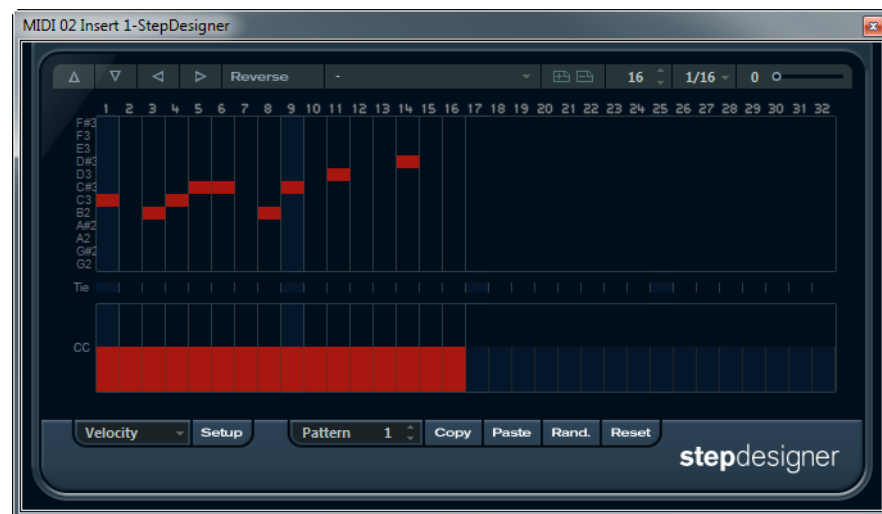 MIDI 02 Insert 1-StepDesigner
Reverse - 16 1/16 0
1 2 3 4 5 6 7 8 9 10 11 12 13 14 15 16 17 18 19 20 21 22 23 24 25 26 27 28 29 30 31 32
F#3
F3
E3
D#3
D3
C#3
C3
B2
A#2
A2
G#2
G2
Tie
CC
Velocity Setup Pattern 1 Copy Paste Rand. Reset
stepdesigner